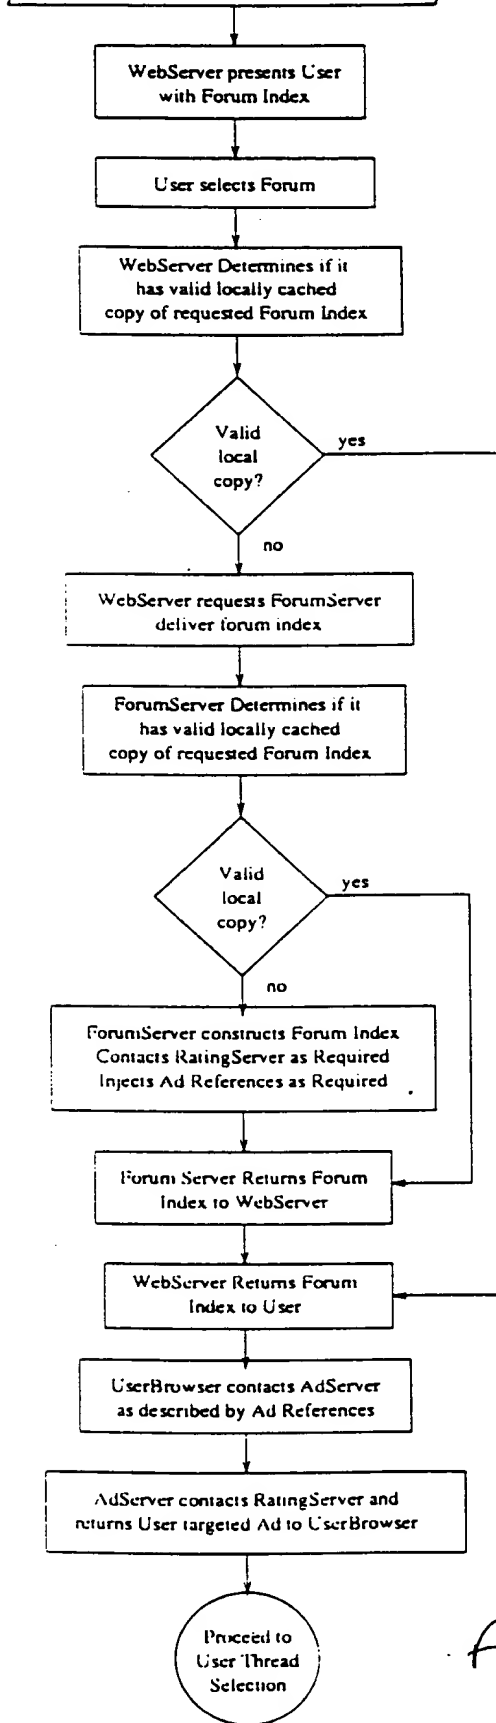 WebServer presents User
with Forum Index
User selects Forum
WebServer Determines if it
has valid locally cached
copy of requested Forum Index
Valid
local
copy?
yes
no
WebServer requests ForumServer
deliver forum index
ForumServer Determines if it
has valid locally cached
copy of requested Forum Index
Valid
local
copy?
yes
no
ForumServer constructs Forum Index
Contacts RatingServer as Required
Injects Ad References as Required
Forum Server Returns Forum
Index to WebServer
WebServer Returns Forum
Index to User
UserBrowser contacts AdServer
as described by Ad References
AdServer contacts RatingServer and
returns User targeted Ad to UserBrowser
Proceed to
User Thread
Selection